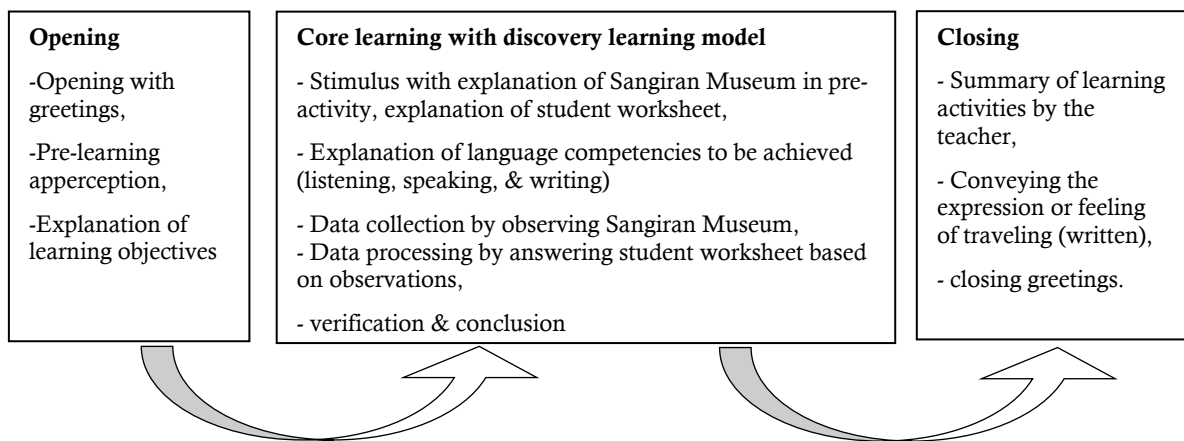 Opening
-Opening with
greetings,
-Pre-learning
apperception,
-Explanation of
learning objectives
Core learning with discovery learning model
- Stimulus with explanation of Sangiran Museum in pre-
activity, explanation of student worksheet,
- Explanation of language competencies to be achieved
(listening, speaking, & writing)
- Data collection by observing Sangiran Museum,
- Data processing by answering student worksheet based
on observations,
- verification & conclusion
Closing
- Summary of learning
activities by the
teacher,
- Conveying the
expression or feeling
of traveling (written),
- closing greetings.